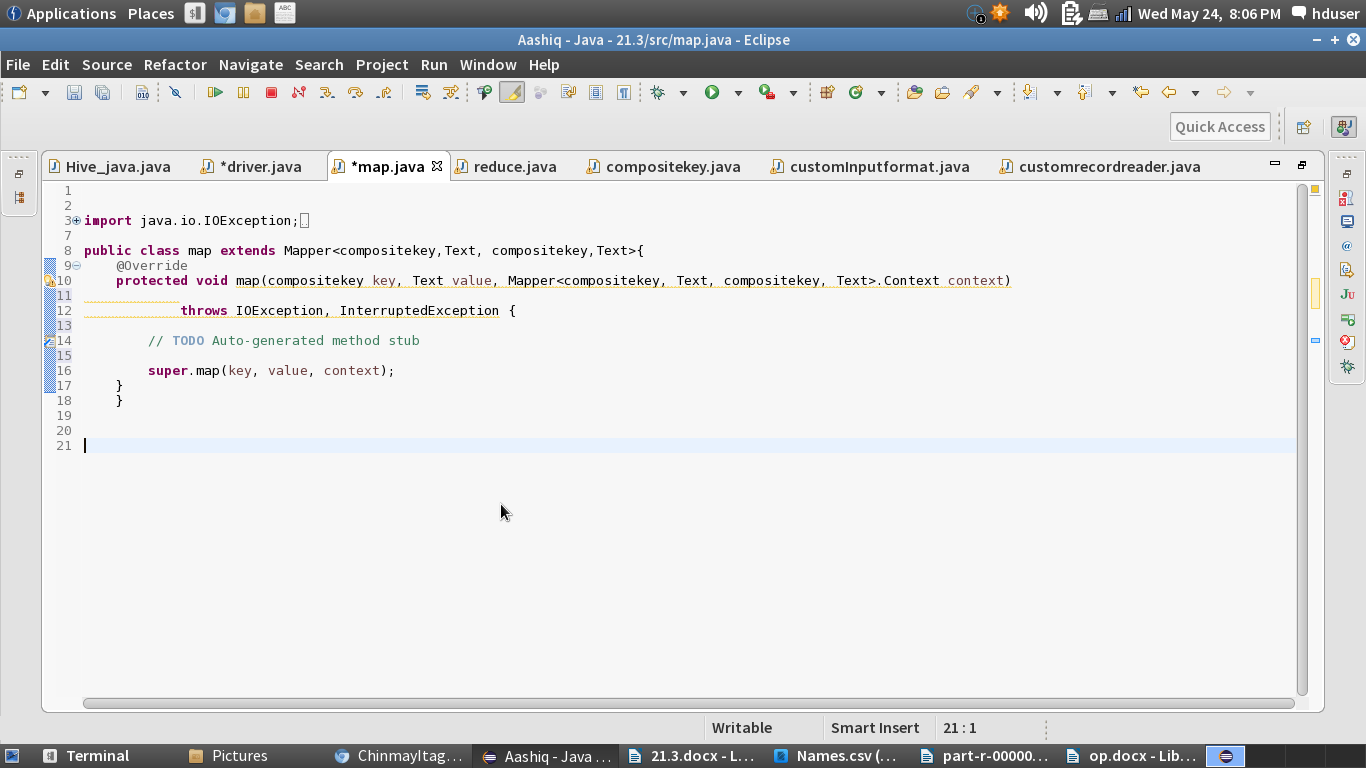 Applications Places Wed May 24, 8:06 PM hduser
Aashiq - Java - 21.3/src/map.java - Eclipse
File Edit Source Refactor Navigate Search Project Run Window Help
Quick Access
Hive_java.java *driver.java *map.java reduce.java compositekey.java customInputformat.java customrecordreader.java
1
2
3 import java.io.IOException;
7
8 public class map extends Mapper<compositekey,Text, compositekey,Text>{
9 @Override
10 protected void map(compositekey key, Text value, Mapper<compositekey, Text, compositekey, Text>.Context context)
11
12 throws IOException, InterruptedException {
13
14 // TODO Auto-generated method stub
15
16 super.map(key, value, context);
17 }
18 }
19
20
21
Writable Smart Insert 21 : 1
Terminal Pictures ChinmayItag... Aashiq - Java ... 21.3.docx - L... Names.csv (... part-r-00000... op.docx - Lib...